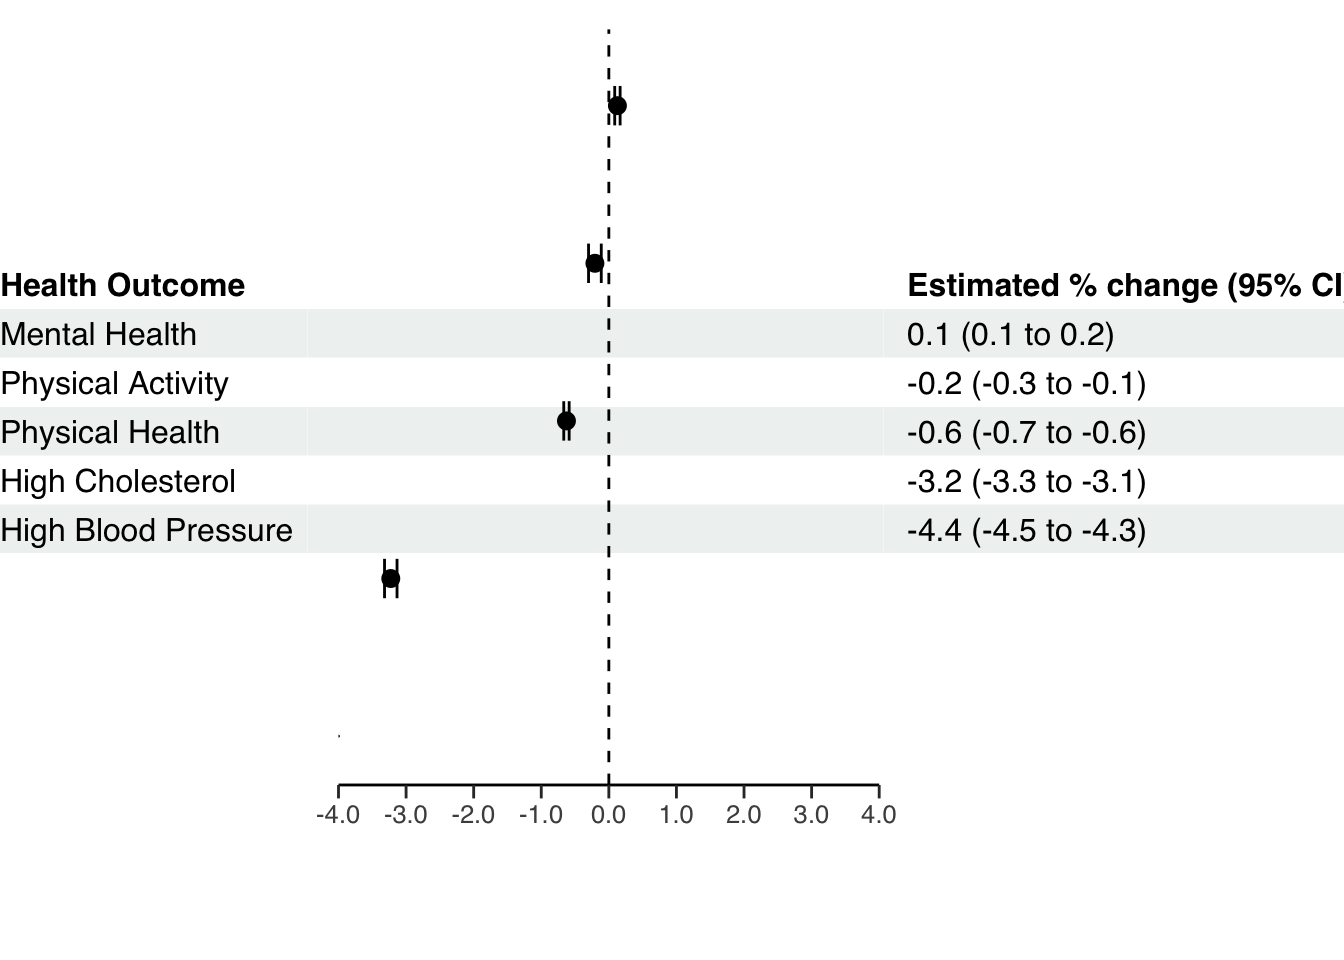 Health Outcome Estimated % change (95% CI
Mental Health 0.1 (0.1 to 0.2)
Physical Activity -0.2 (-0.3 to -0.1)
Physical Health -0.6 (-0.7 to -0.6)
High Cholesterol -3.2 (-3.3 to -3.1)
High Blood Pressure -4.4 (-4.5 to -4.3)
-4.0 -3.0 -2.0 -1.0 0.0 1.0 2.0 3.0 4.0